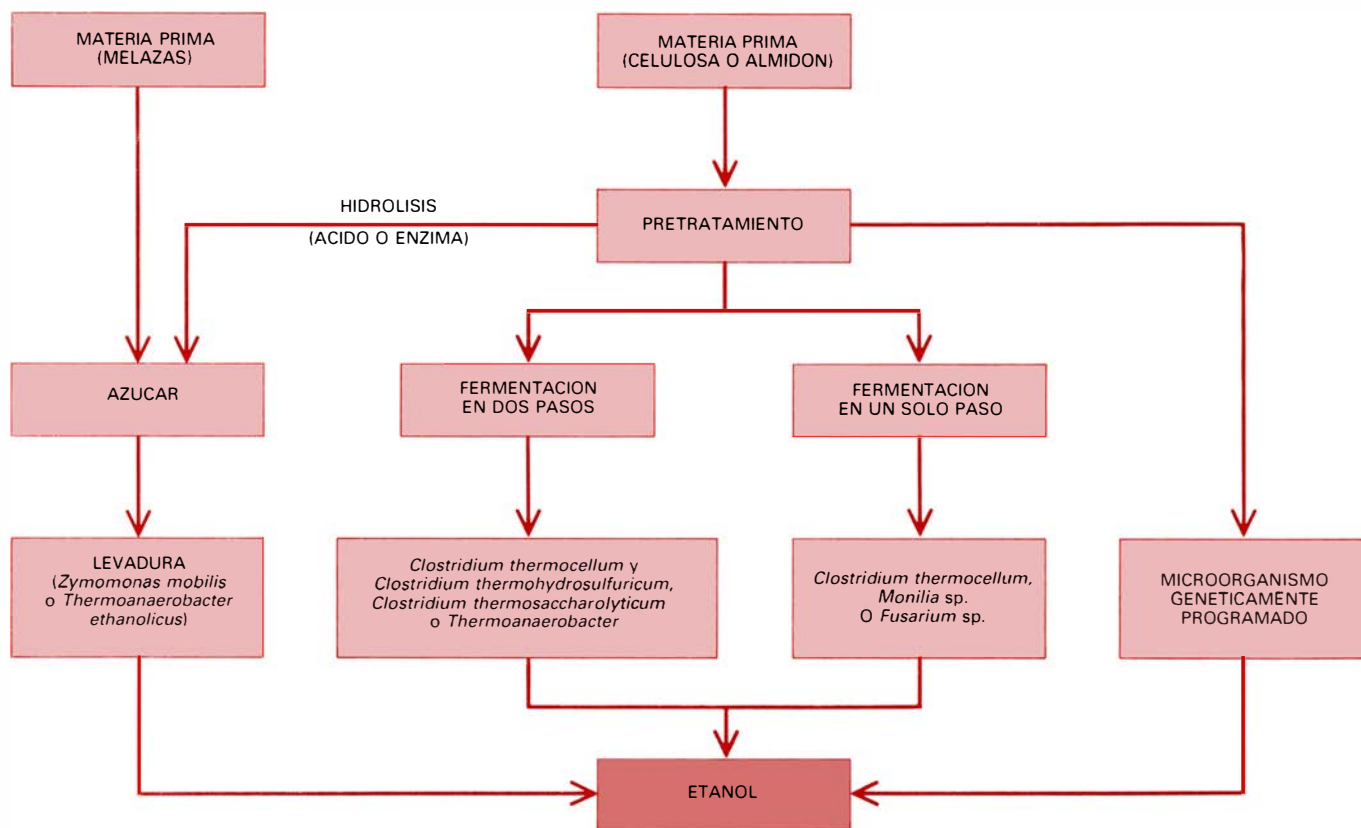 MATERIA PRIMA
(MELAZAS)
MATERIA PRIMA
(CELULOSA O ALMIDON)
HIDROLISIS
(ACIDO O ENZIMA)
PRETRATAMIENTO
AZUCAR
FERMENTACION
EN DOS PASOS
FERMENTACION
EN UN SOLO PASO
LEVADURA
(Zymomonas mobilis
o Thermoanaerobacter
ethanolicus)
Clostridium thermocellum y
Clostridium thermohydrosulfuricum,
Clostridium thermosaccharolyticum
o Thermoanaerobacter
Clostridium thermocellum,
Monilia sp.
O Fusarium sp.
MICROORGANISMO
GENETICAMENTE
PROGRAMADO
ETANOL